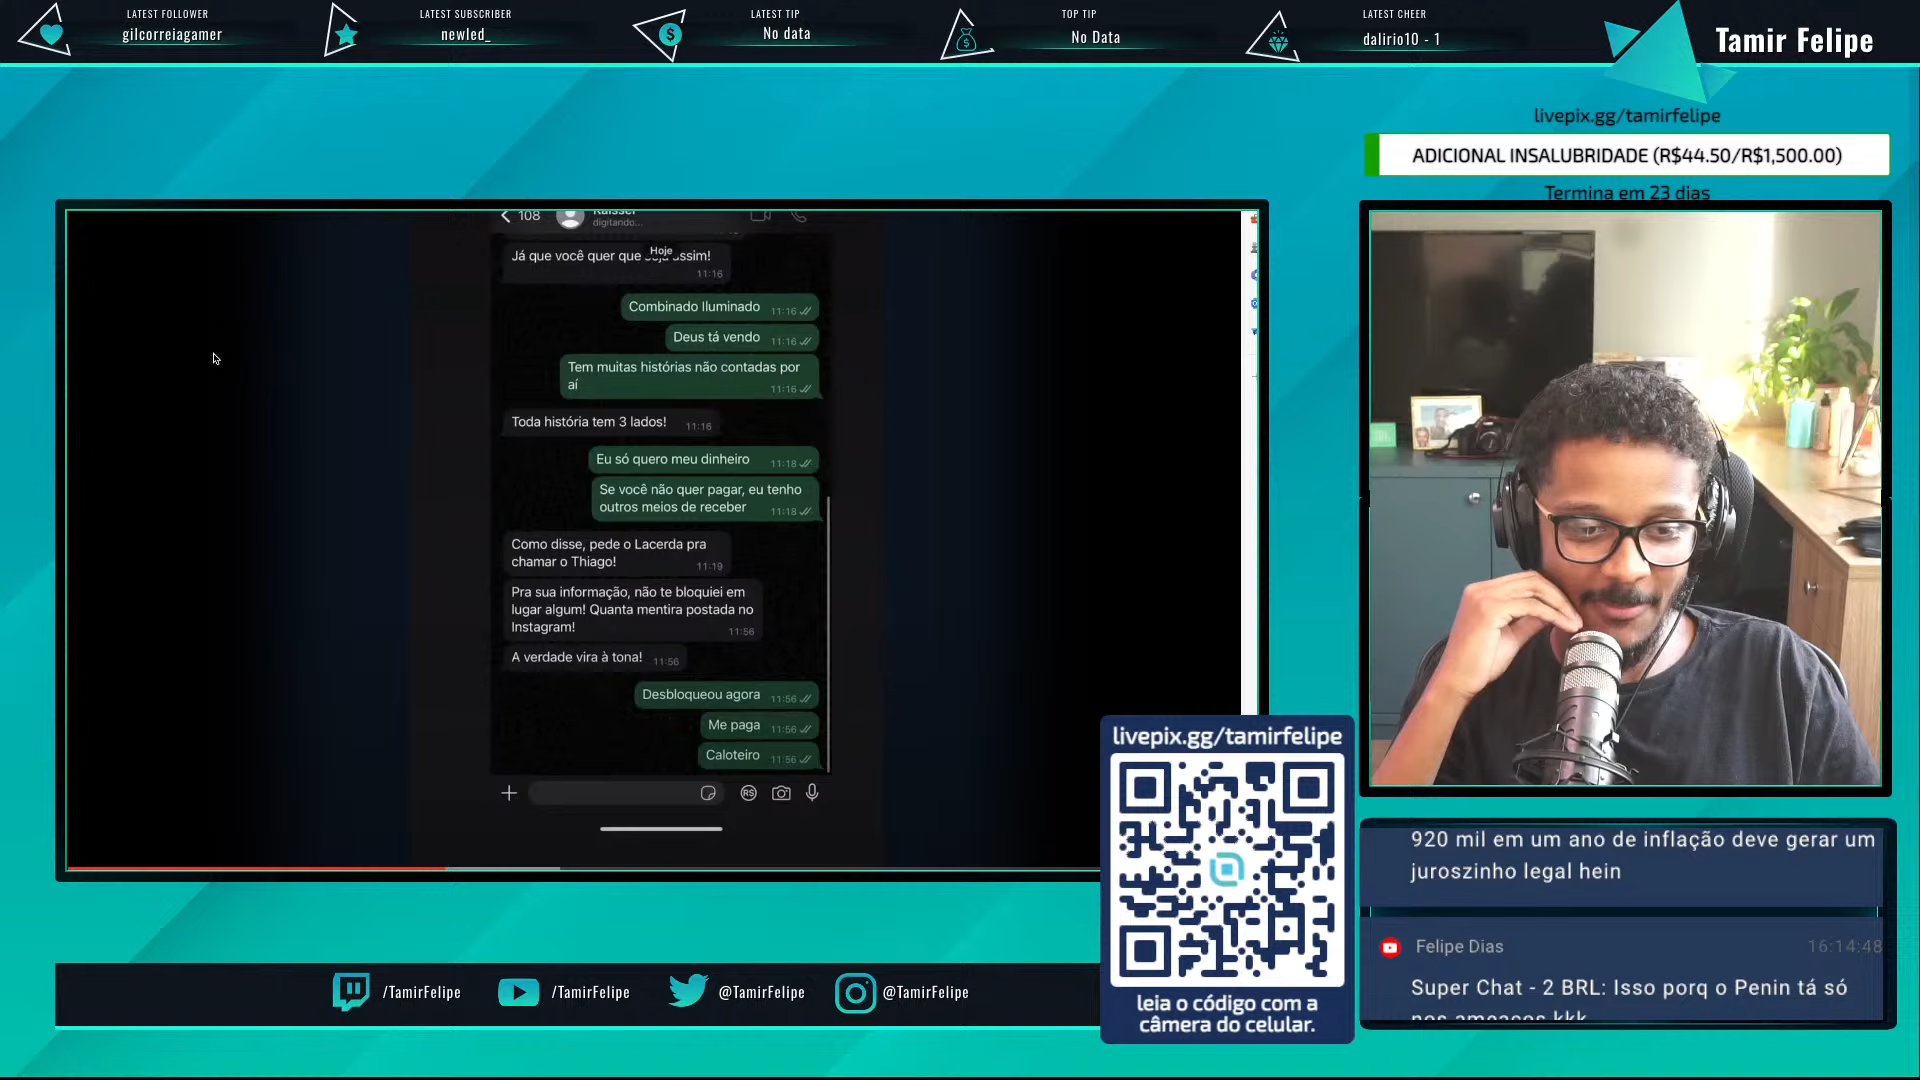 LATEST FOLLOWER
gilcorreiagamer
LATEST SUBSCRIBER
newled_
LATEST TIP
No data
TOP TIP
No Data
LATEST CHEER
dalirio10 - 1
Tamir Felipe
livepix.gg/tamirfelipe
ADICIONAL INSALUBRIDADE (R$44.50/R$1,500.00)
Termina em 23 dias
108
digitando...
Hoje
Já que você quer que seja assim!
11:16
Combinado Iluminado 11:16
Deus tá vendo 11:16
Tem muitas histórias não contadas por
aí 11:16
Toda história tem 3 lados! 11:16
Eu só quero meu dinheiro 11:18
Se você não quer pagar, eu tenho
outros meios de receber 11:18
Como disse, pede o Lacerda pra
chamar o Thiago! 11:19
Pra sua informação, não te bloquiei em
lugar algum! Quanta mentira postada no
Instagram! 11:56
A verdade vira à tona! 11:56
Desbloqueou agora 11:56
Me paga 11:56
Caloteiro 11:56
RS
livepix.gg/tamirfelipe
leia o código com a
câmera do celular.
920 mil em um ano de inflação deve gerar um
juroszinho legal hein
Felipe Dias 16:14:48
Super Chat - 2 BRL: Isso porq o Penin tá só
nos ameaços kkk
/TamirFelipe
/TamirFelipe
@TamirFelipe
@TamirFelipe